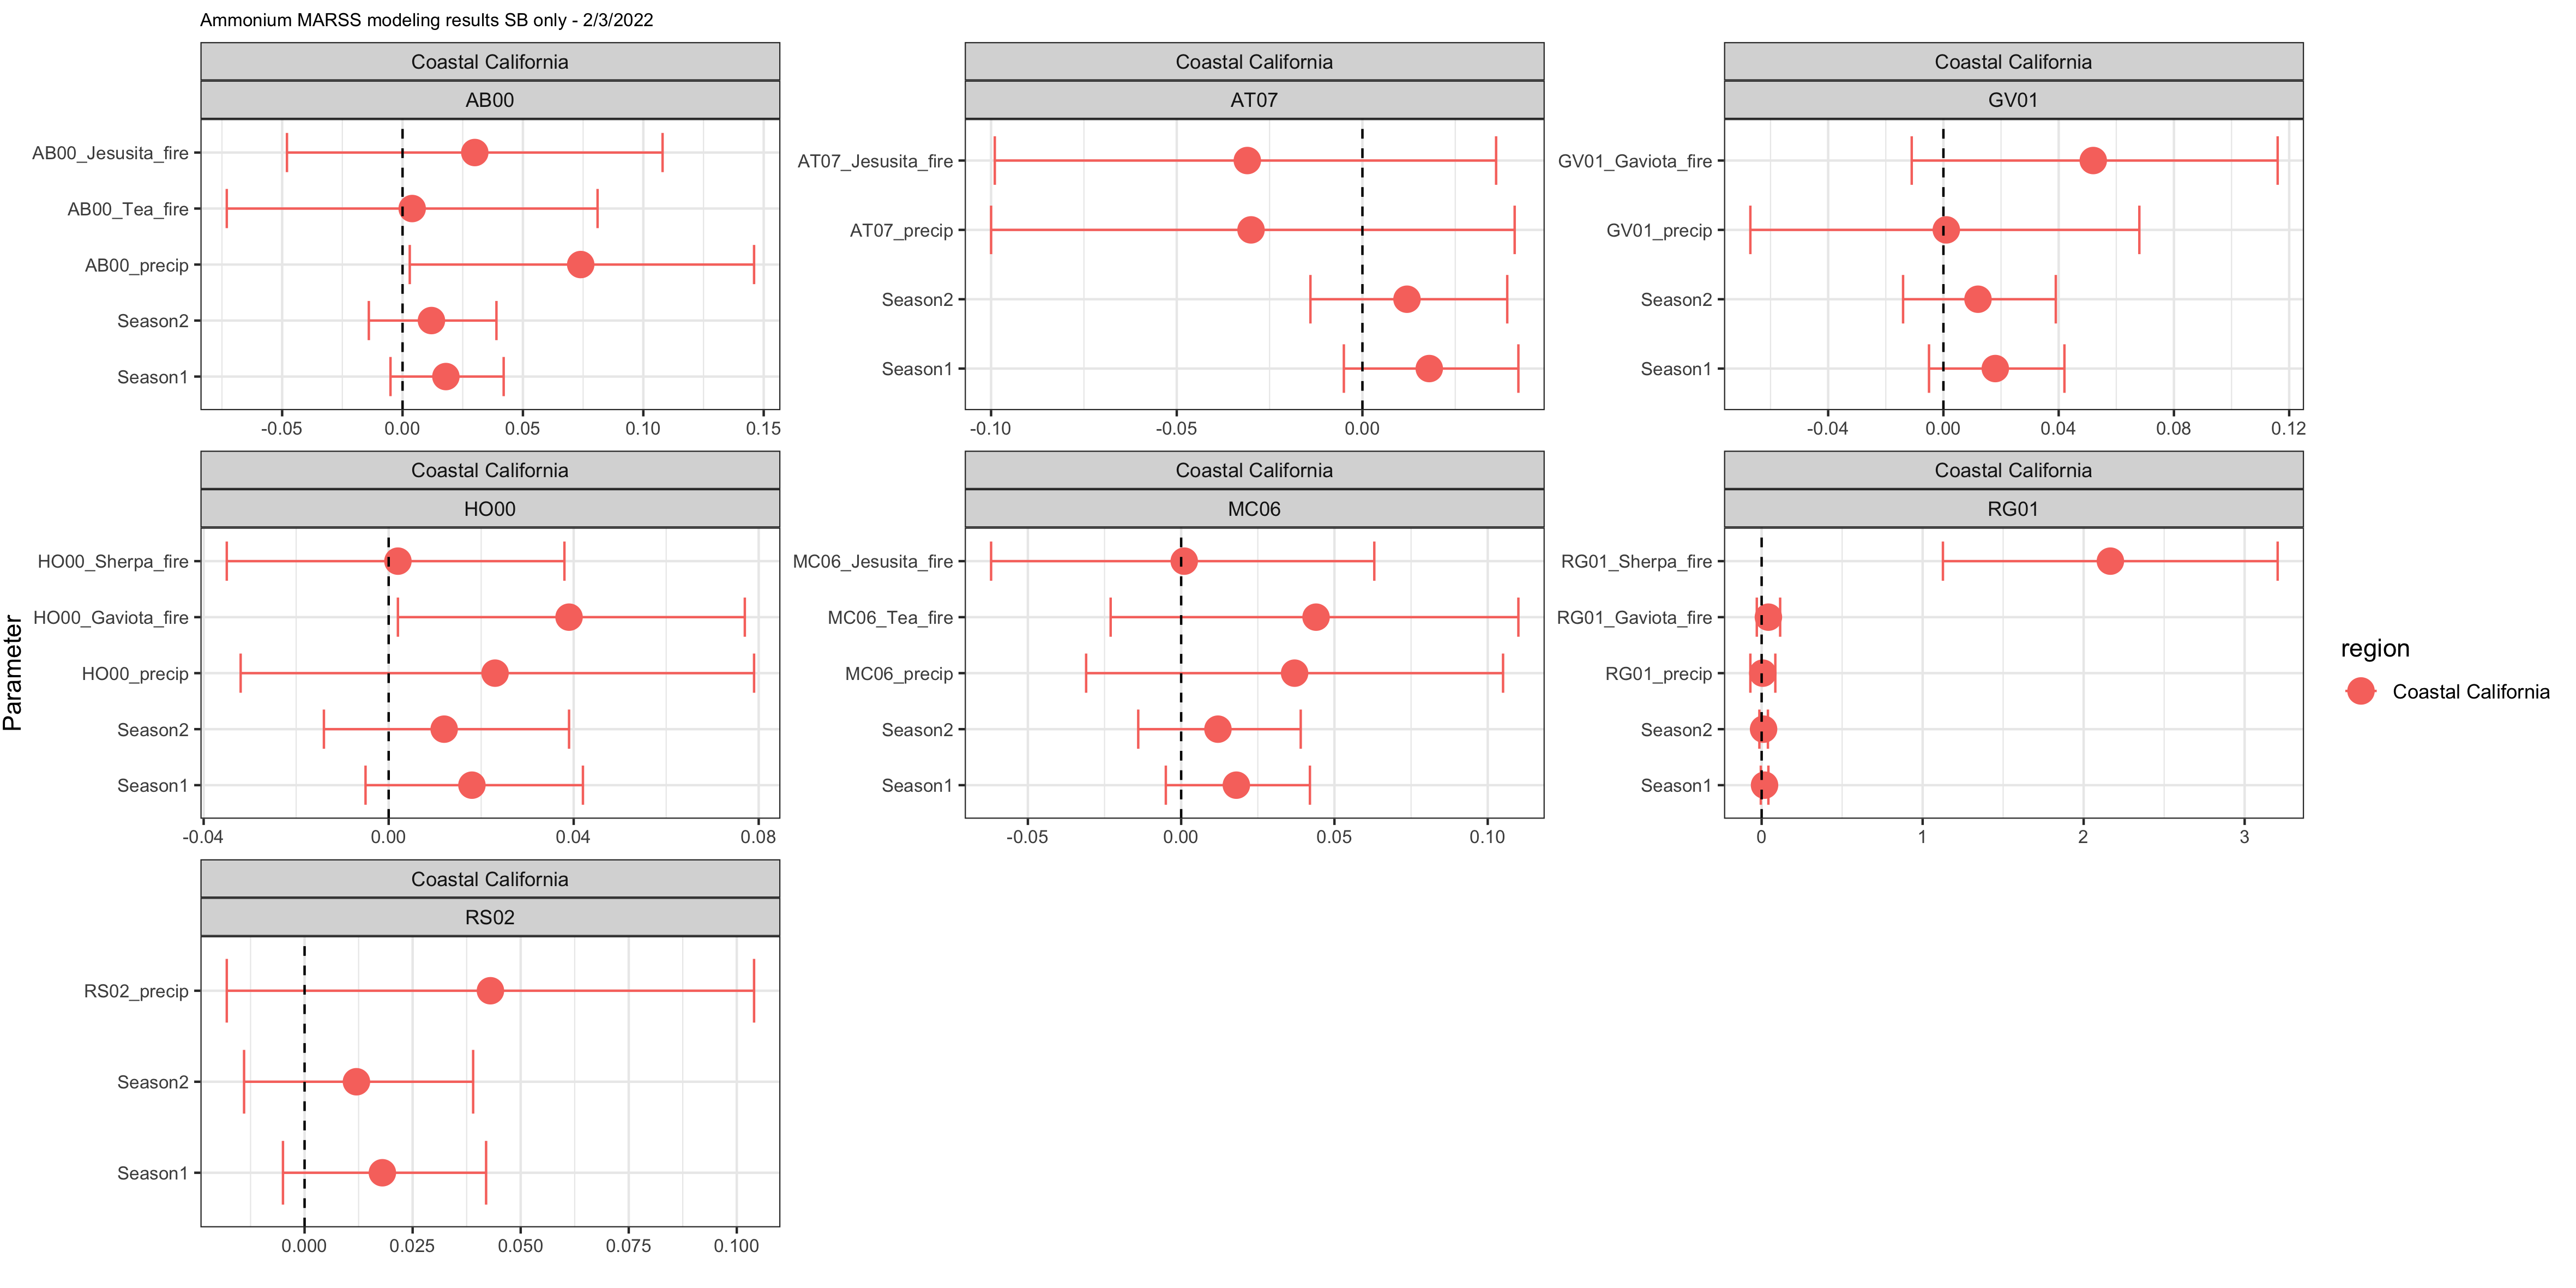 Ammonium MARSS modeling results SB only - 2/3/2022
Coastal California
AB00
AB00_Jesusita_fire
AB00_Tea_fire
AB00_precip
Season2
Season1
-0.05 0.00 0.05 0.10 0.15
Coastal California
AT07
AT07_Jesusita_fire
AT07_precip
Season2
Season1
-0.10 -0.05 0.00
Coastal California
GV01
GV01_Gaviota_fire
GV01_precip
Season2
Season1
-0.04 0.00 0.04 0.08 0.12
Parameter
Coastal California
HO00
HO00_Sherpa_fire
HO00_Gaviota_fire
HO00_precip
Season2
Season1
-0.04 0.00 0.04 0.08
Coastal California
MC06
MC06_Jesusita_fire
MC06_Tea_fire
MC06_precip
Season2
Season1
-0.05 0.00 0.05 0.10
Coastal California
RG01
RG01_Sherpa_fire
RG01_Gaviota_fire
RG01_precip
Season2
Season1
0 1 2 3
region
Coastal California
Coastal California
RS02
RS02_precip
Season2
Season1
0.000 0.025 0.050 0.075 0.100